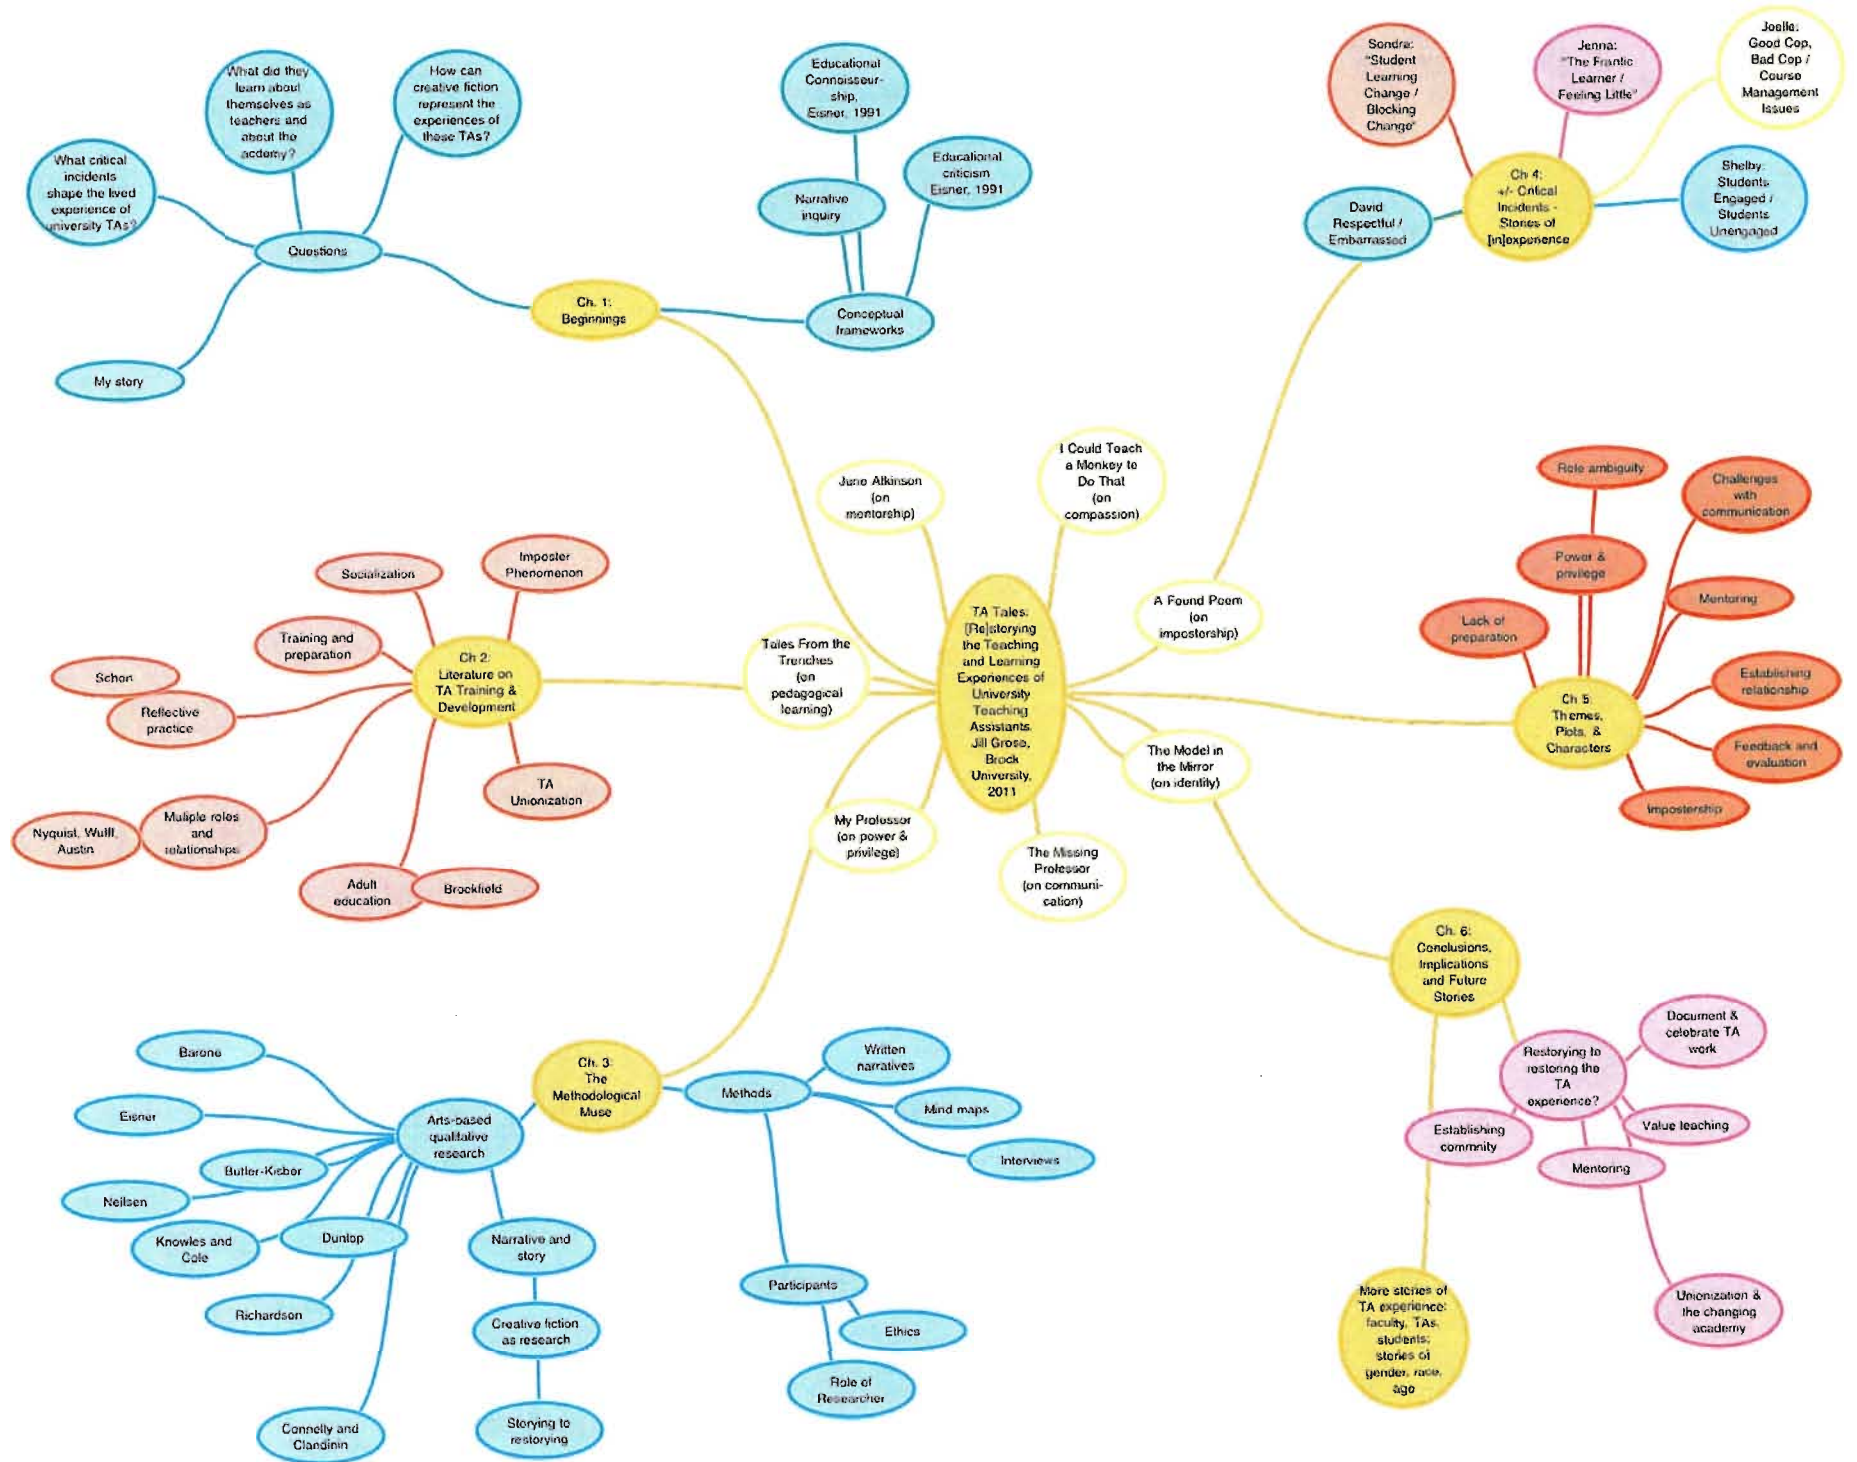 What critical
incidents
shape the lived
experience of
university TAs?
What did they
learn about
themselves as
teachers and
about the
acdemy?
How can
creative fiction
represent the
experiences of
these TAs?
Questions
My story
Ch. 1:
Beginnings
Educational
Connoisseur-
ship,
Eisner, 1991
Narrative
inquiry
Educational
criticism
Eisner, 1991
Conceptual
frameworks
Sondra:
"Student
Learning
Change /
Blocking
Change"
Jenna:
"The Frantic
Learner /
Feeling Little"
Joelle:
Good Cop,
Bad Cop /
Course
Management
Issues
David
Respectful /
Embarrassed
Ch 4:
+/- Critical
Incidents -
Stories of
[in]experience
Shelby:
Students
Engaged /
Students
Unengaged
June Atkinson
(on
mentorship)
I Could Teach
a Monkey to
Do That
(on
compassion)
Tales From the
Trenches
(on
pedagogical
learning)
TA Tales:
[Re]storying
the Teaching
and Learning
Experiences of
University
Teaching
Assistants.
Jill Grose,
Brock
University,
2011
A Found Poem
(on
impostership)
The Model in
the Mirror
(on identity)
My Professor
(on power &
privilege)
The Missing
Professor
(on communi-
cation)
Socialization
Imposter
Phenomenon
Training and
preparation
Schon
Reflective
practice
Ch 2:
Literature on
TA Training &
Development
Nyquist, Wulff,
Austin
Muliple roles
and
relationships
TA
Unionization
Adult
education
Brookfield
Role ambiguity
Challenges
with
communication
Power &
privilege
Mentoring
Lack of
preparation
Establishing
relationship
Ch 5:
Themes,
Plots, &
Characters
Feedback and
evaluation
Impostership
Barone
Eisner
Butler-Kisber
Neilsen
Knowles and
Cole
Dunlop
Richardson
Connelly and
Clandinin
Arts-based
qualitative
research
Ch. 3:
The
Methodological
Muse
Narrative and
story
Creative fiction
as research
Storying to
restorying
Methods
Written
narratives
Mind maps
Interviews
Participants
Ethics
Role of
Researcher
Ch. 6:
Conclusions,
Implications
and Future
Stories
Restorying to
restoring the
TA
experience?
Document &
celebrate TA
work
Establishing
commnity
Value teaching
Mentoring
Unionization &
the changing
academy
More stories of
TA experience:
faculty, TAs,
students;
stories of
gender, race,
age